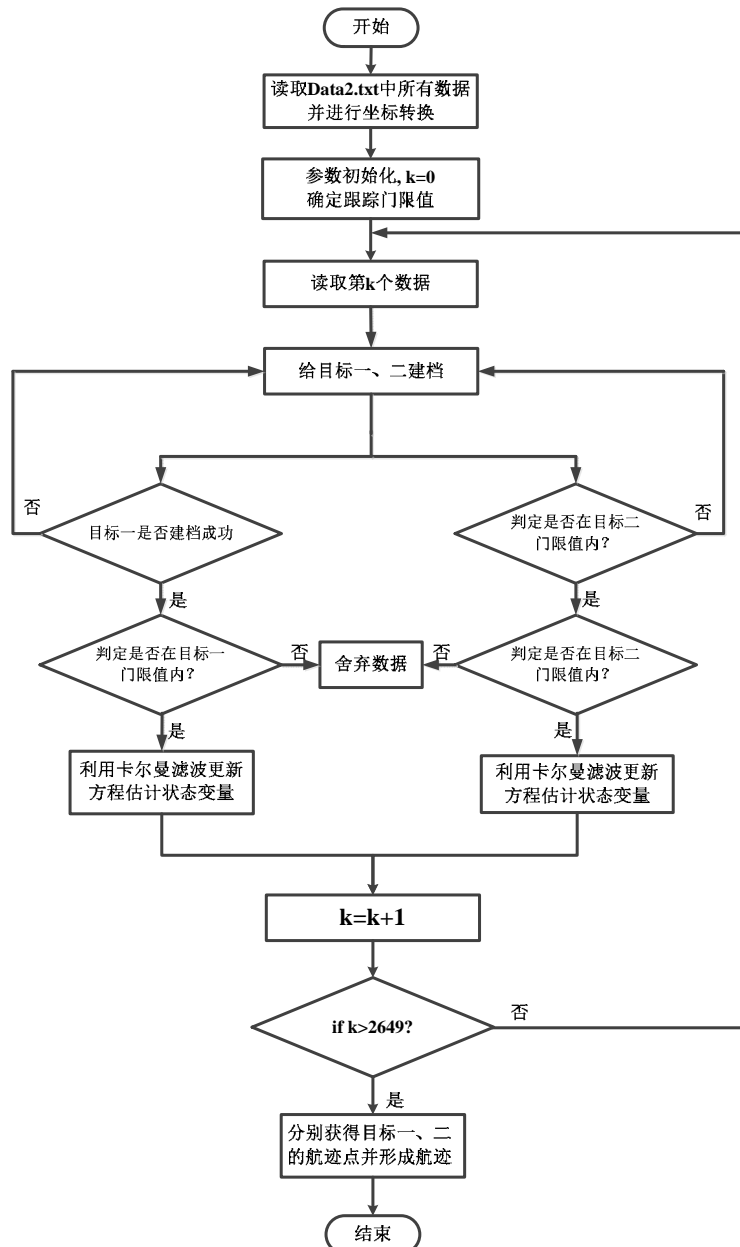 开始
读取Data2.txt中所有数据
并进行坐标转换
参数初始化, k=0
确定跟踪门限值
读取第k个数据
给目标一、二建档
否
目标一是否建档成功
判定是否在目标二
门限值内？
否
是
是
判定是否在目标一
门限值内？
否
舍弃数据
否
判定是否在目标二
门限值内？
是
是
利用卡尔曼滤波更新
方程估计状态变量
利用卡尔曼滤波更新
方程估计状态变量
k=k+1
if k>2649?
否
是
分别获得目标一、二
的航迹点并形成航迹
结束